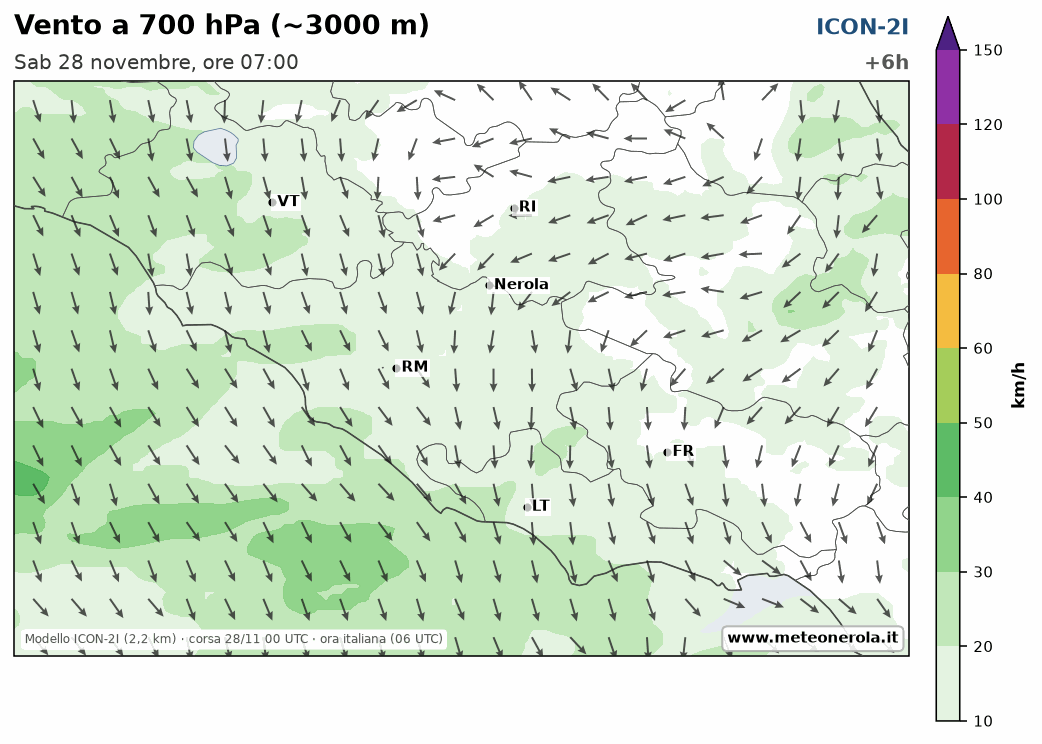 Vento a 700 hPa (~3000 m)
ICON-2I
Sab 28 novembre, ore 07:00
+6h
150
120
100
80
60
50
40
30
20
10
km/h
VT
RI
Nerola
RM
FR
LT
Modello ICON-2I (2,2 km) · corsa 28/11 00 UTC · ora italiana (06 UTC)
www.meteonerola.it